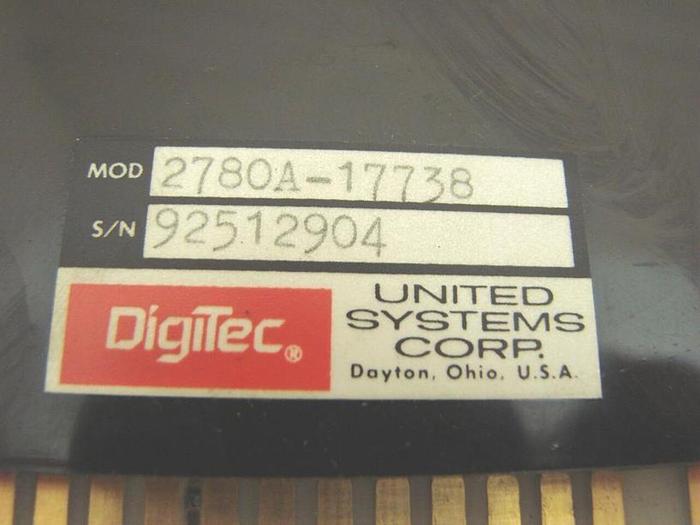 MOD 2780A-17738
S/N 92512904
DigiTec®
UNITED
SYSTEMS
CORP.
Dayton, Ohio, U.S.A.